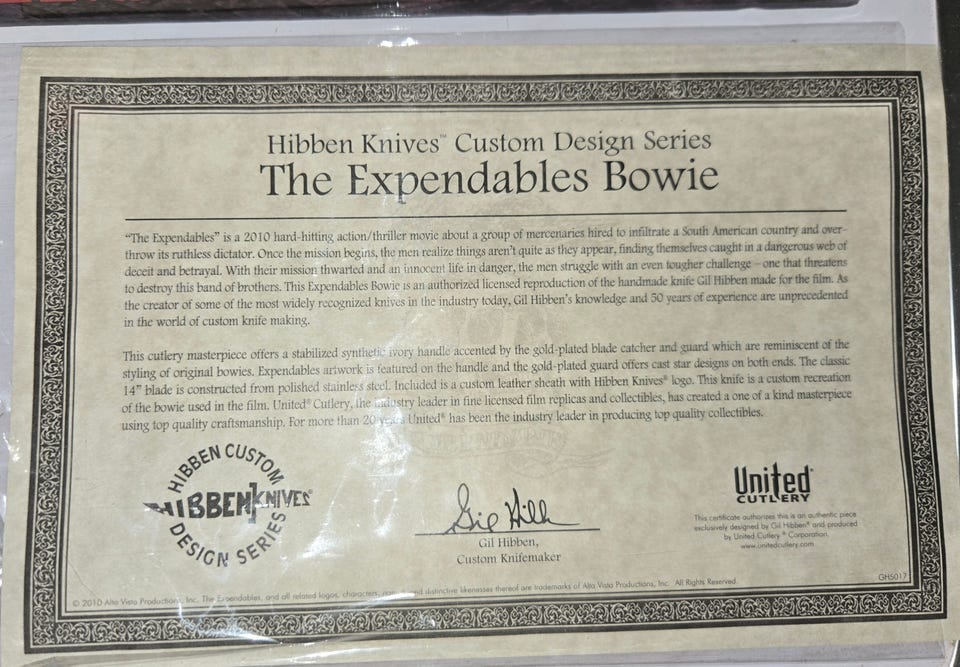 Hibben Knives™ Custom Design Series
The Expendables Bowie
"The Expendables" is a 2010 hard-hitting action/thriller movie about a group of mercenaries hired to infiltrate a South American country and over-
throw its ruthless dictator. Once the mission begins, the men realize things aren't quite as they appear, finding themselves caught in a dangerous web of
deceit and betrayal. With their mission thwarted and an innocent life in danger, the men struggle with an even tougher challenge – one that threatens
to destroy this band of brothers. This Expendables Bowie is an authorized licensed reproduction of the handmade knife Gil Hibben made for the film. As
the creator of some of the most widely recognized knives in the industry today, Gil Hibben's knowledge and 50 years of experience are unprecedented
in the world of custom knife making.
This cutlery masterpiece offers a stabilized synthetic ivory handle accented by the gold-plated blade catcher and guard which are reminiscent of the
styling of original bowies. Expendables artwork is featured on the handle and the gold-plated guard offers cast star designs on both ends. The classic
14" blade is constructed from polished stainless steel. Included is a custom leather sheath with Hibben Knives® logo. This knife is a custom recreation
of the bowie used in the film. United® Cutlery, the industry leader in fine licensed film replicas and collectibles, has created a one of a kind masterpiece
using top quality craftsmanship. For more than 20 years United® has been the industry leader in producing top quality collectibles.
HIBBEN CUSTOM
HIBBEN KNIVES®
DESIGN SERIES
Gil Hibben
Gil Hibben,
Custom Knifemaker
United®
CUTLERY
This certificate authorizes this is an authentic piece
exclusively designed by Gil Hibben® and produced
by United Cutlery® Corporation.
www.unitedcutlery.com
GH5017
© 2010 Alta Vista Productions, Inc. The Expendables, and all related logos, characters, and distinctive likenesses thereof are trademarks of Alta Vista Productions, Inc. All Rights Reserved.